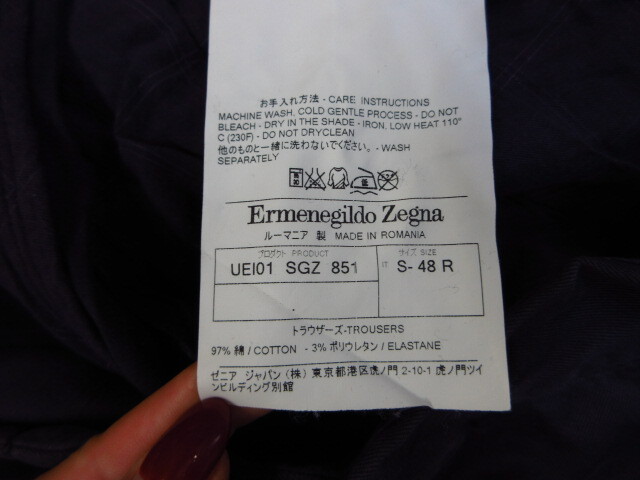 お手入れ方法 - CARE INSTRUCTIONS
MACHINE WASH, COLD GENTLE PROCESS - DO NOT
BLEACH - DRY IN THE SHADE - IRON, LOW HEAT 110°
C (230F) - DO NOT DRYCLEAN
他のものと一緒に洗わないでください。 - WASH
SEPARATELY
Ermenegildo Zegna
ルーマニア 製 MADE IN ROMANIA
プロダクト PRODUCT
サイズ SIZE
UEI01 SGZ 851
IT S- 48 R
トラウザーズ-TROUSERS
97% 綿 / COTTON - 3% ポリウレタン / ELASTANE
ゼニア ジャパン (株) 東京都港区虎ノ門 2-10-1 虎ノ門ツイ
ンビルディング別館